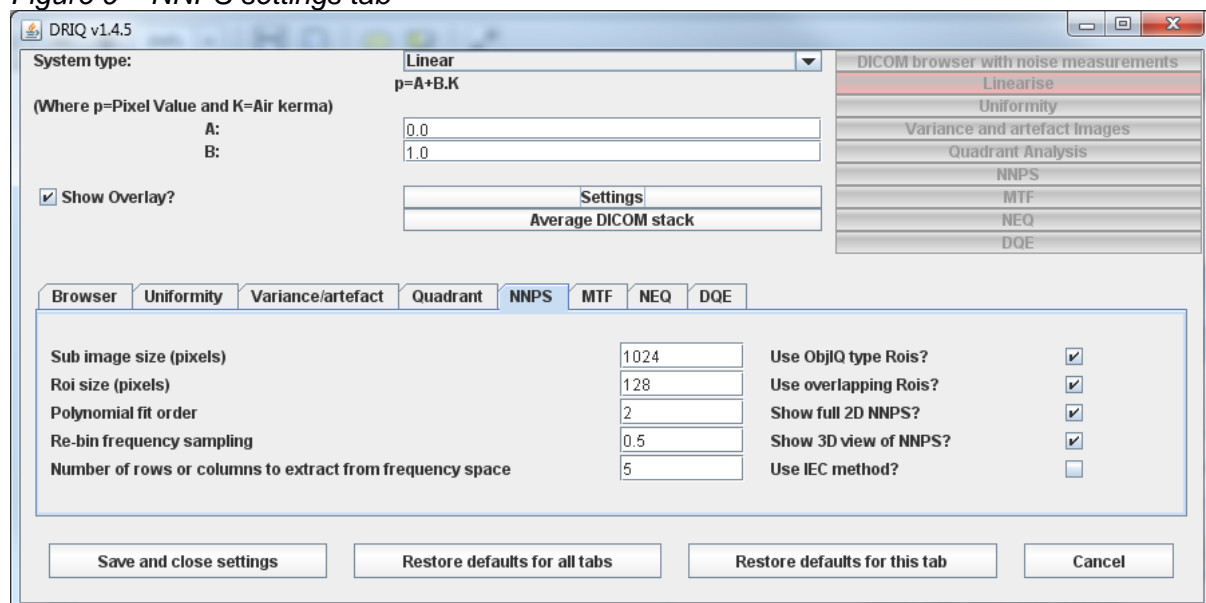 Figure 9 – NNPS settings tab
DRIQ v1.4.5
System type:
Linear
p=A+B.K
(Where p=Pixel Value and K=Air kerma)
A:
0.0
B:
1.0
Show Overlay?
Settings
Average DICOM stack
DICOM browser with noise measurements
Linearise
Uniformity
Variance and artefact Images
Quadrant Analysis
NNPS
MTF
NEQ
DQE
Browser Uniformity Variance/artefact Quadrant NNPS MTF NEQ DQE
Sub image size (pixels) 1024 Use ObjIQ type Rois?
Roi size (pixels) 128 Use overlapping Rois?
Polynomial fit order 2 Show full 2D NNPS?
Re-bin frequency sampling 0.5 Show 3D view of NNPS?
Number of rows or columns to extract from frequency space 5 Use IEC method?
Save and close settings Restore defaults for all tabs Restore defaults for this tab Cancel